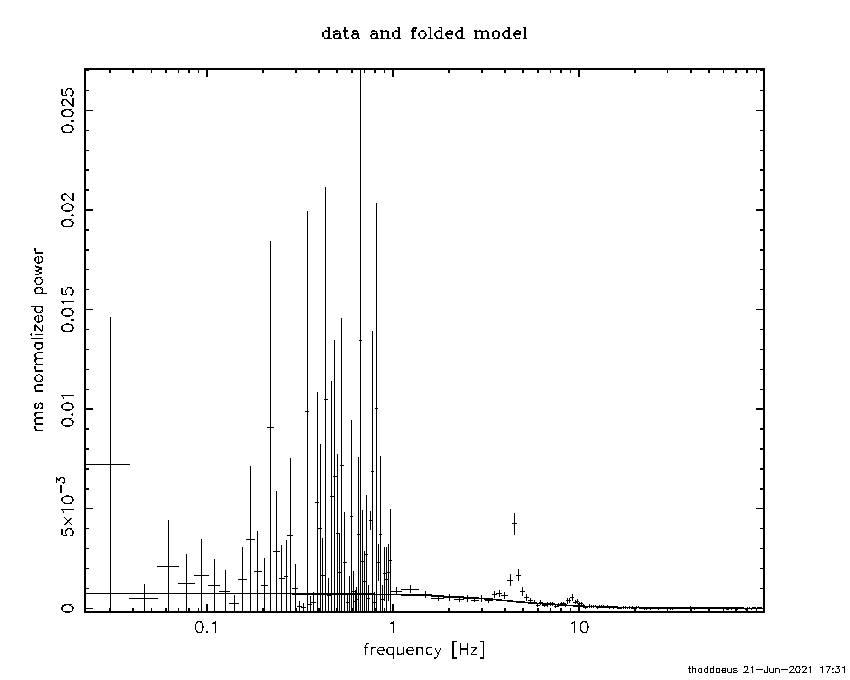 data and folded model
rms normalized power
0.025
0.02
0.015
0.01
5×10⁻³
0
0.1 1 10
frequency [Hz]
thaddaeus 21-Jun-2021 17:31